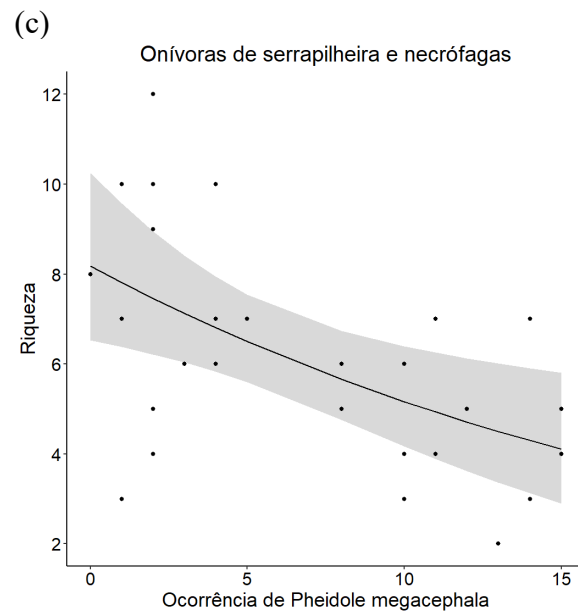 (c)
Onívoras de serrapilheira e necrófagas
12
10
8
6
4
2
Riqueza
0 5 10 15
Ocorrência de Pheidole megacephala